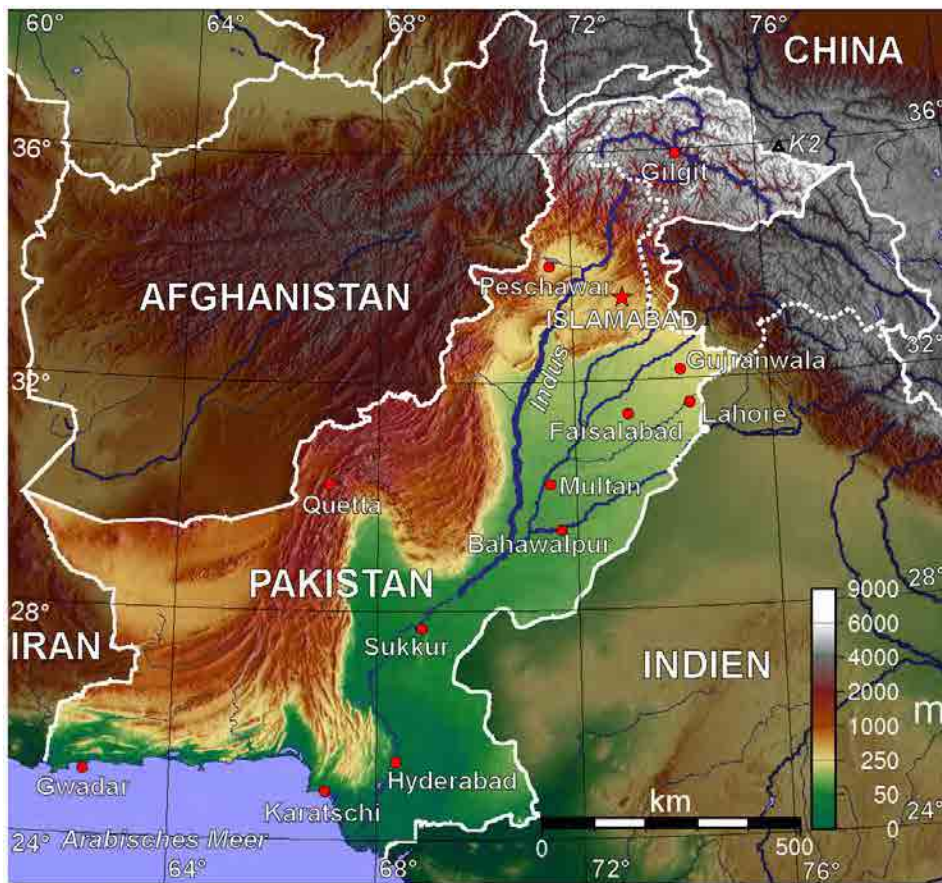 60°
64°
68°
72°
76°
CHINA
36°
36°
K2
Gilgit
Peschawar
AFGHANISTAN
ISLAMABAD
Indus
32°
32°
Gujranwala
Lahore
Faisalabad
Multan
Quetta
Bahawalpur
PAKISTAN
28°
28°
9000
6000
4000
2000
1000
250
50
0
m
IRAN
Sukkur
INDIEN
Gwadar
Hyderabad
Karatschi
km
24°
24°
Arabisches Meer
0
500
64°
68°
72°
76°